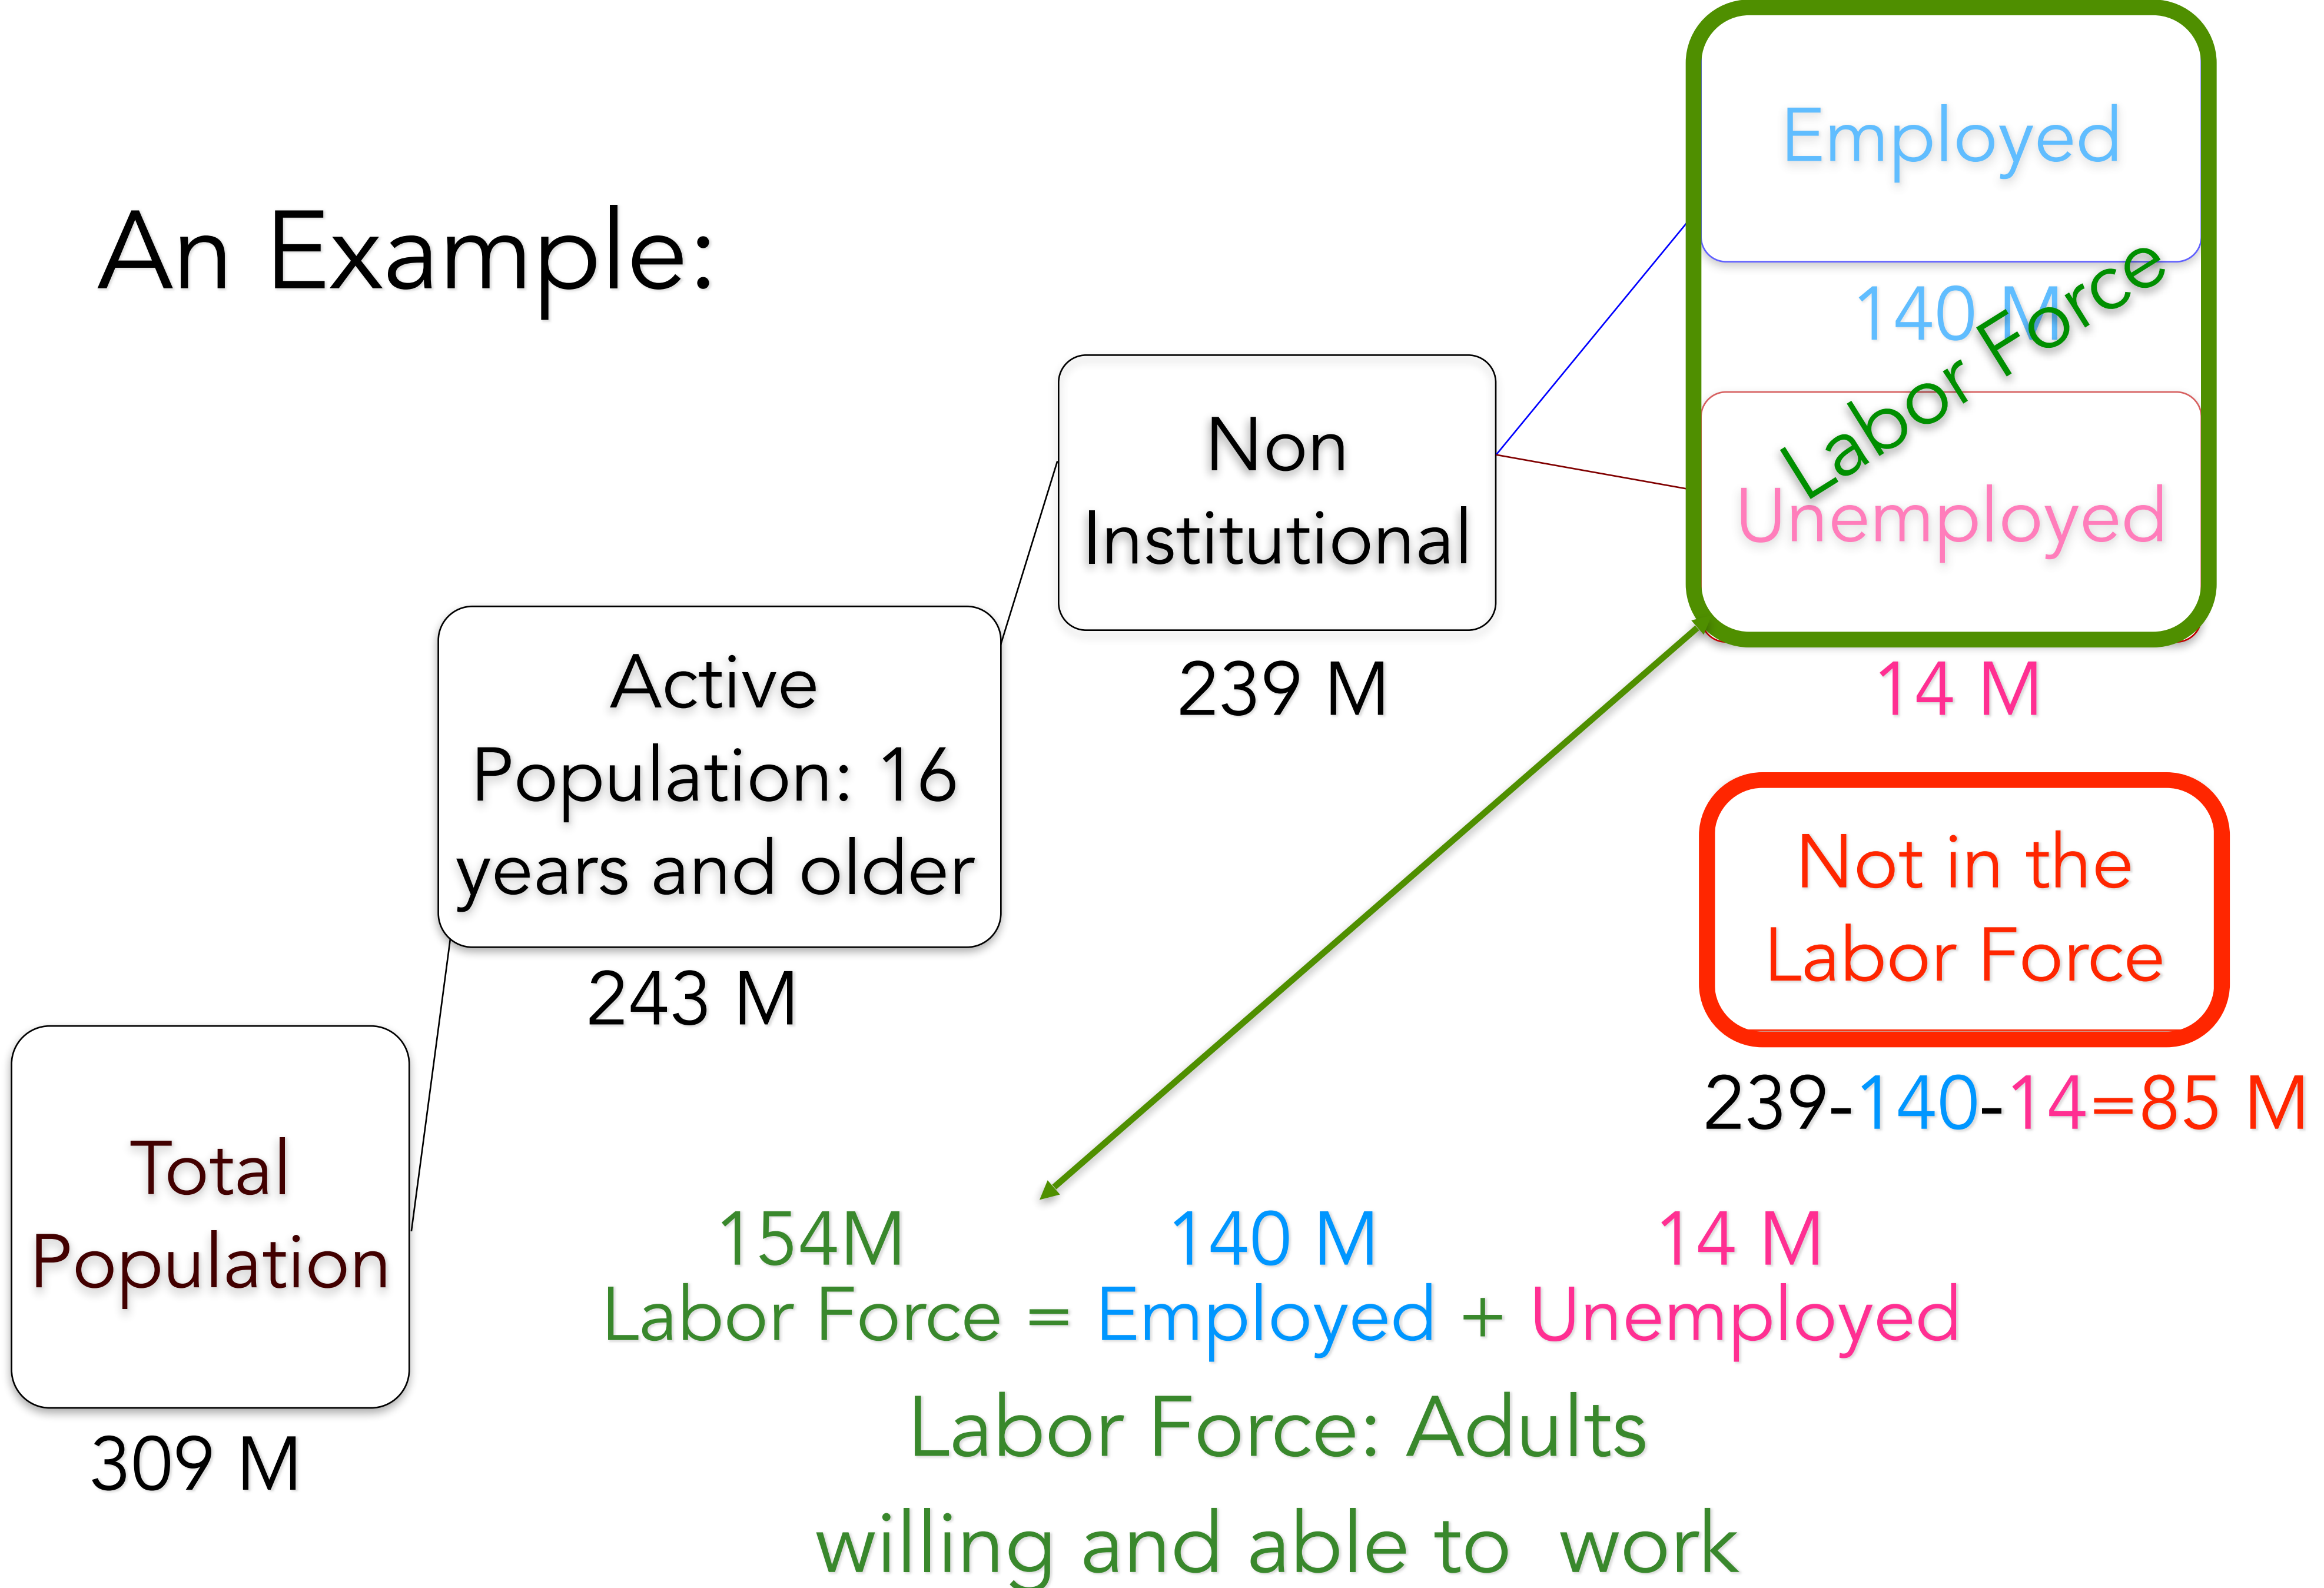 An Example:
Employed
140 M
Labor Force
Unemployed
14 M
Non
Institutional
239 M
Active
Population: 16
years and older
243 M
Total
Population
309 M
Not in the
Labor Force
239-140-14=85 M
154M 140 M 14 M
Labor Force = Employed + Unemployed
Labor Force: Adults
willing and able to work